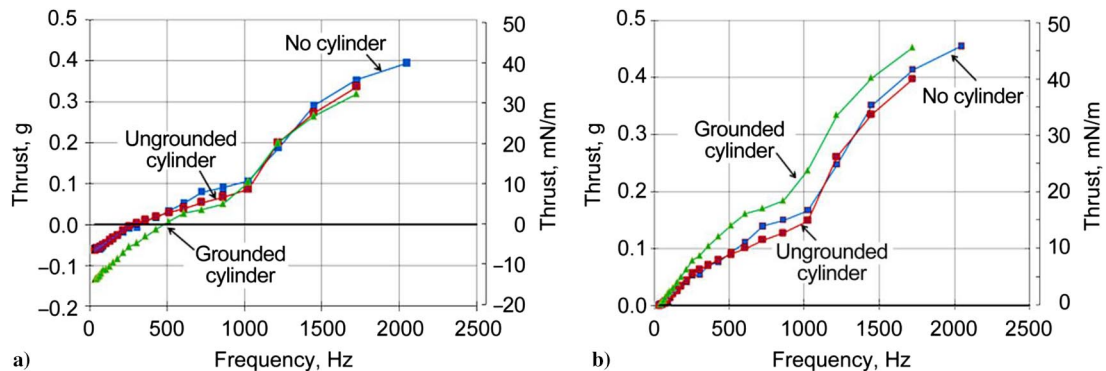 0.5
0.4
0.3
0.2
0.1
0.0
−0.1
−0.2
Thrust, g
50
40
30
20
10
0
−10
−20
Thrust, mN/m
No cylinder
Ungrounded
cylinder
Grounded
cylinder
0 500 1000 1500 2000 2500
Frequency, Hz
a)
0.5
0.4
0.3
0.2
0.1
0.0
Thrust, g
50
40
30
20
10
0
Thrust, mN/m
Grounded
cylinder
No cylinder
Ungrounded
cylinder
0 500 1000 1500 2000 2500
Frequency, Hz
b)